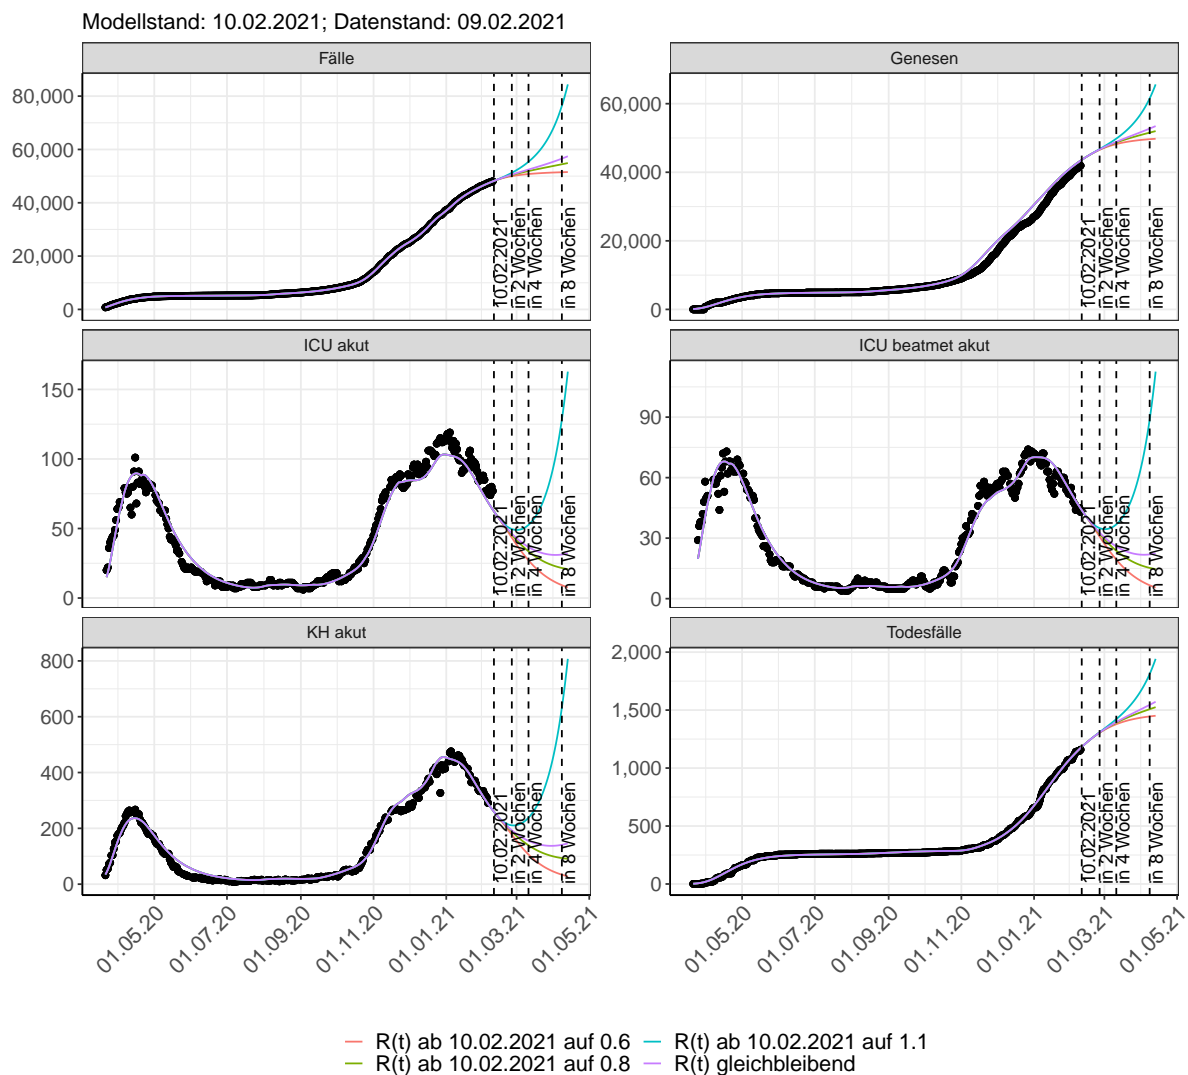 Modellstand: 10.02.2021; Datenstand: 09.02.2021
Fälle
Genesen
80,000
60,000
40,000
20,000
0
10.02.2021
in 2 Wochen
in 4 Wochen
in 8 Wochen
60,000
40,000
20,000
0
10.02.2021
in 2 Wochen
in 4 Wochen
in 8 Wochen
ICU akut
ICU beatmet akut
150
100
50
0
10.02.2021
in 2 Wochen
in 4 Wochen
in 8 Wochen
90
60
30
0
10.02.2021
in 2 Wochen
in 4 Wochen
in 8 Wochen
KH akut
Todesfälle
800
600
400
200
0
10.02.2021
in 2 Wochen
in 4 Wochen
in 8 Wochen
2,000
1,500
1,000
500
0
10.02.2021
in 2 Wochen
in 4 Wochen
in 8 Wochen
01.05.20
01.07.20
01.09.20
01.11.20
01.01.21
01.03.21
01.05.21
01.05.20
01.07.20
01.09.20
01.11.20
01.01.21
01.03.21
01.05.21
R(t) ab 10.02.2021 auf 0.6
R(t) ab 10.02.2021 auf 1.1
R(t) ab 10.02.2021 auf 0.8
R(t) gleichbleibend